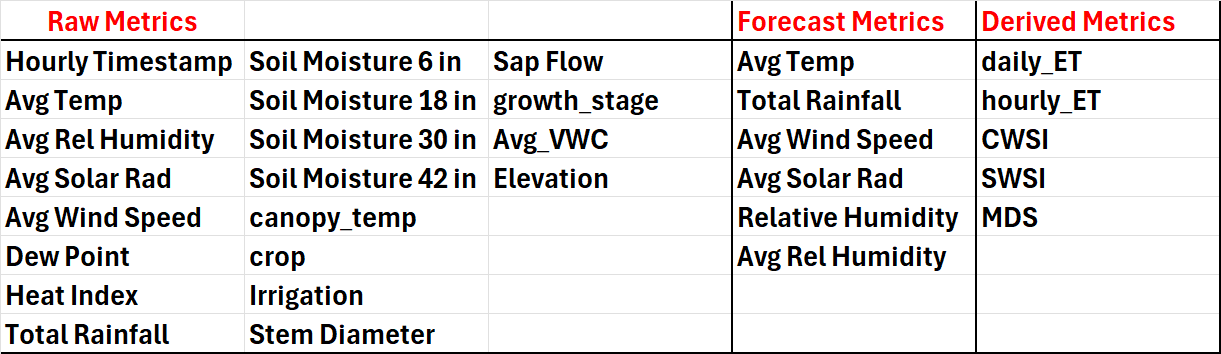 Raw Metrics Forecast Metrics Derived Metrics
Hourly Timestamp Soil Moisture 6 in Sap Flow Avg Temp daily_ET
Avg Temp Soil Moisture 18 in growth_stage Total Rainfall hourly_ET
Avg Rel Humidity Soil Moisture 30 in Avg_VWC Avg Wind Speed CWSI
Avg Solar Rad Soil Moisture 42 in Elevation Avg Solar Rad SWSI
Avg Wind Speed canopy_temp Relative Humidity MDS
Dew Point crop Avg Rel Humidity
Heat Index Irrigation
Total Rainfall Stem Diameter